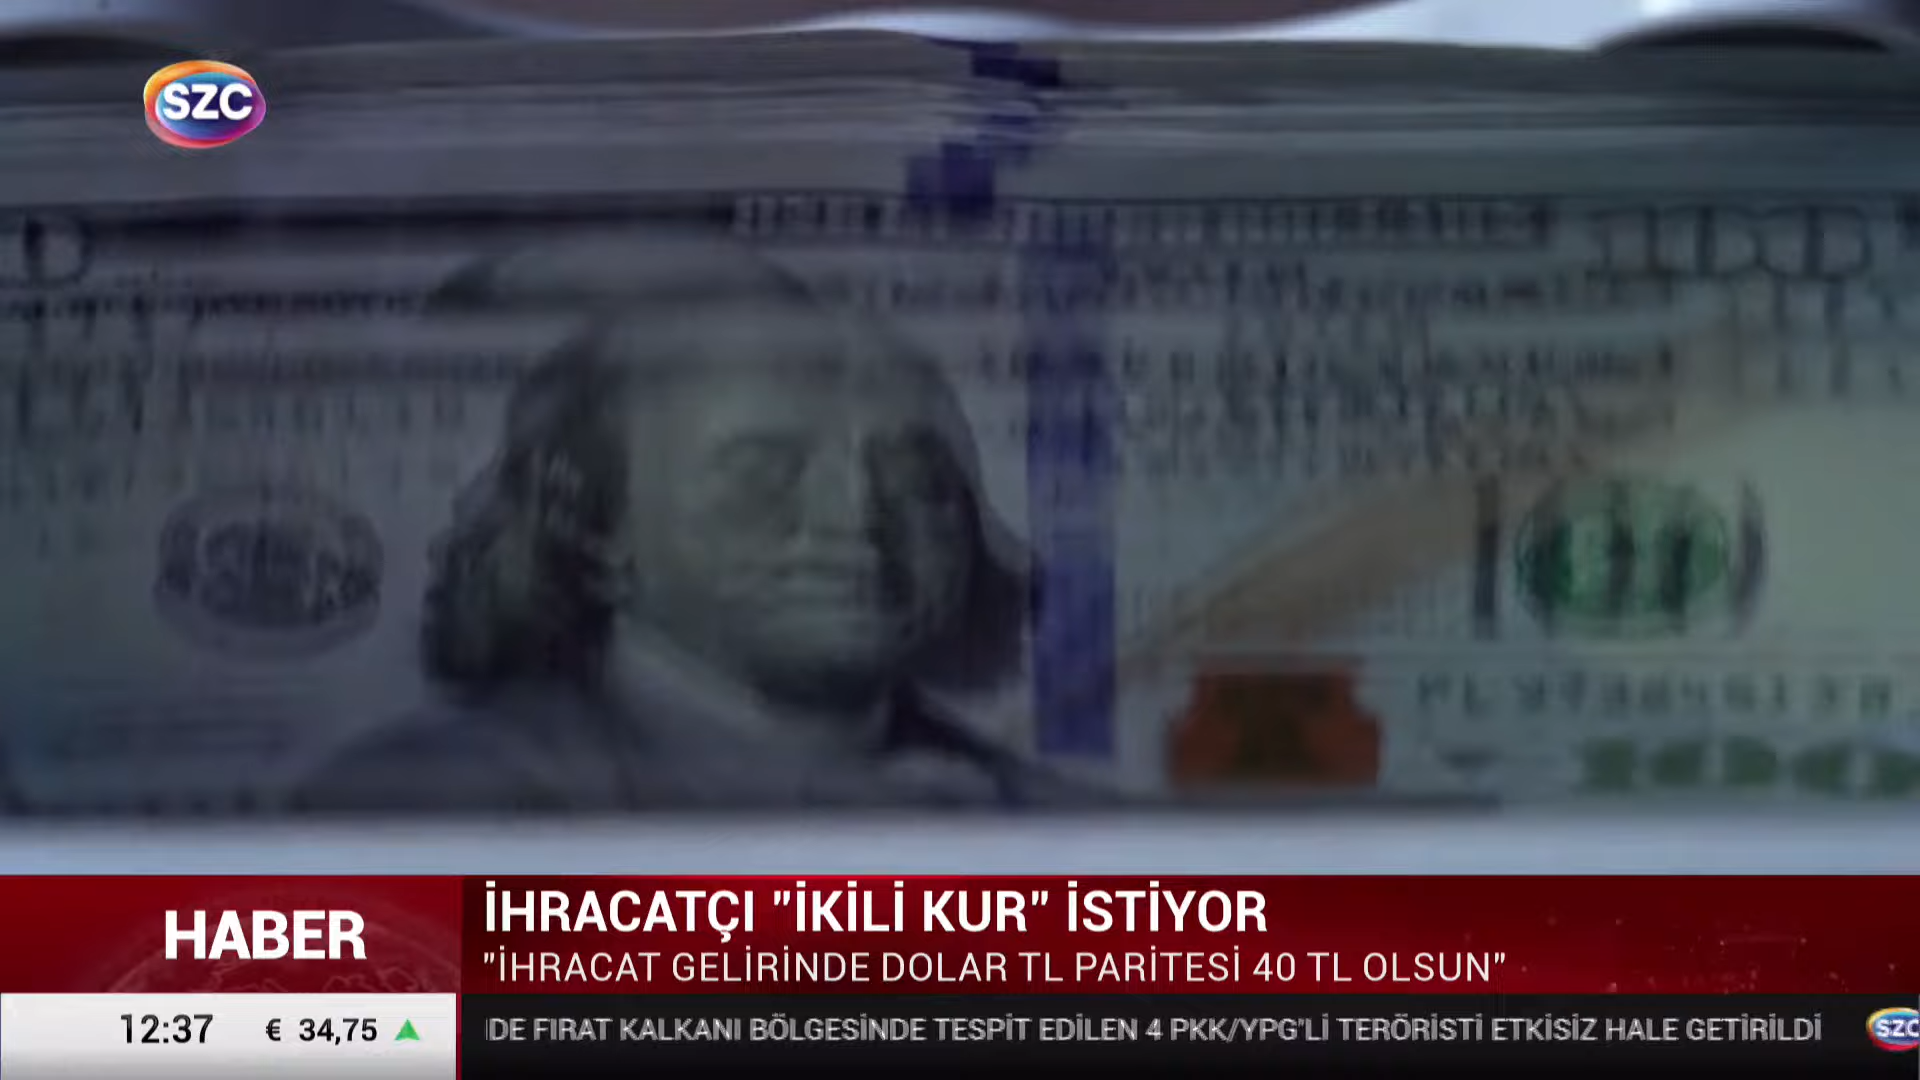 SZC
HABER
İHRACATÇI "İKİLİ KUR" İSTİYOR
"İHRACAT GELİRİNDE DOLAR TL PARİTESİ 40 TL OLSUN"
12:37 € 34,75
DE FIRAT KALKANI BÖLGESİNDE TESPİT EDİLEN 4 PKK/YPG'Lİ TERÖRİSTİ ETKİSİZ HALE GETİRİLDİ
SZC